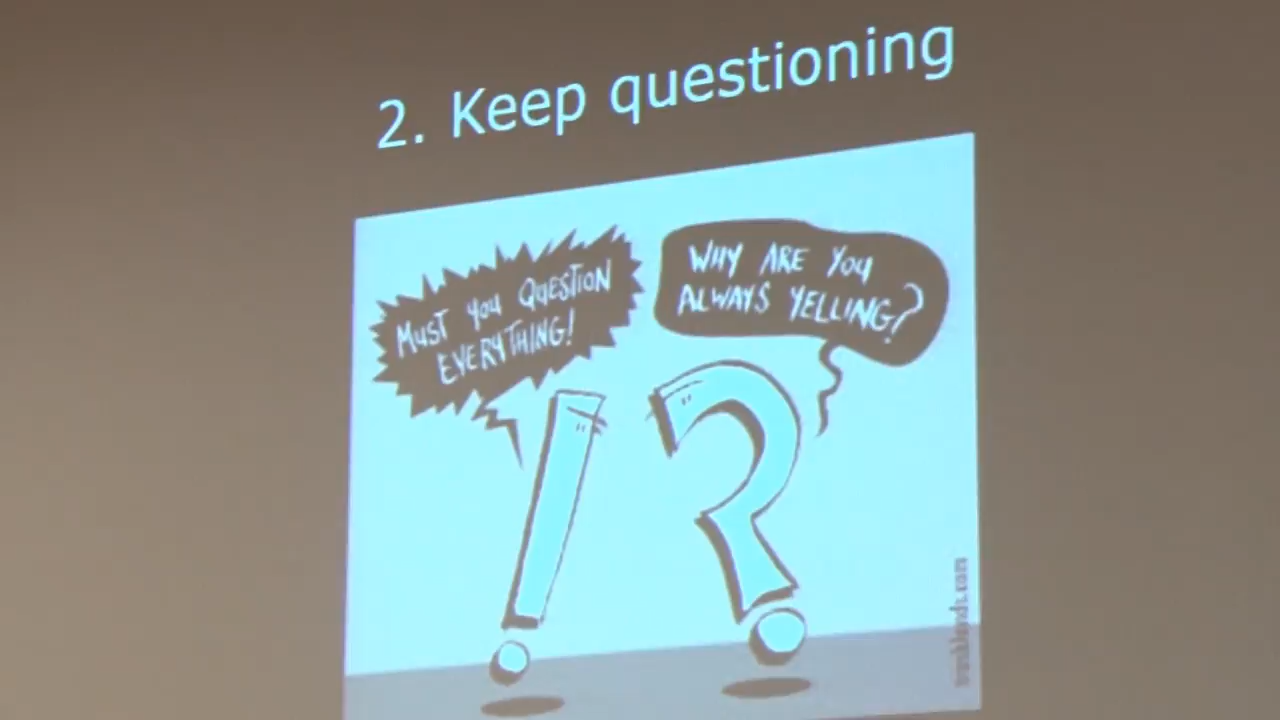 2. Keep questioning
MUST YOU QUESTION
EVERYTHING!
WHY ARE YOU
ALWAYS YELLING?